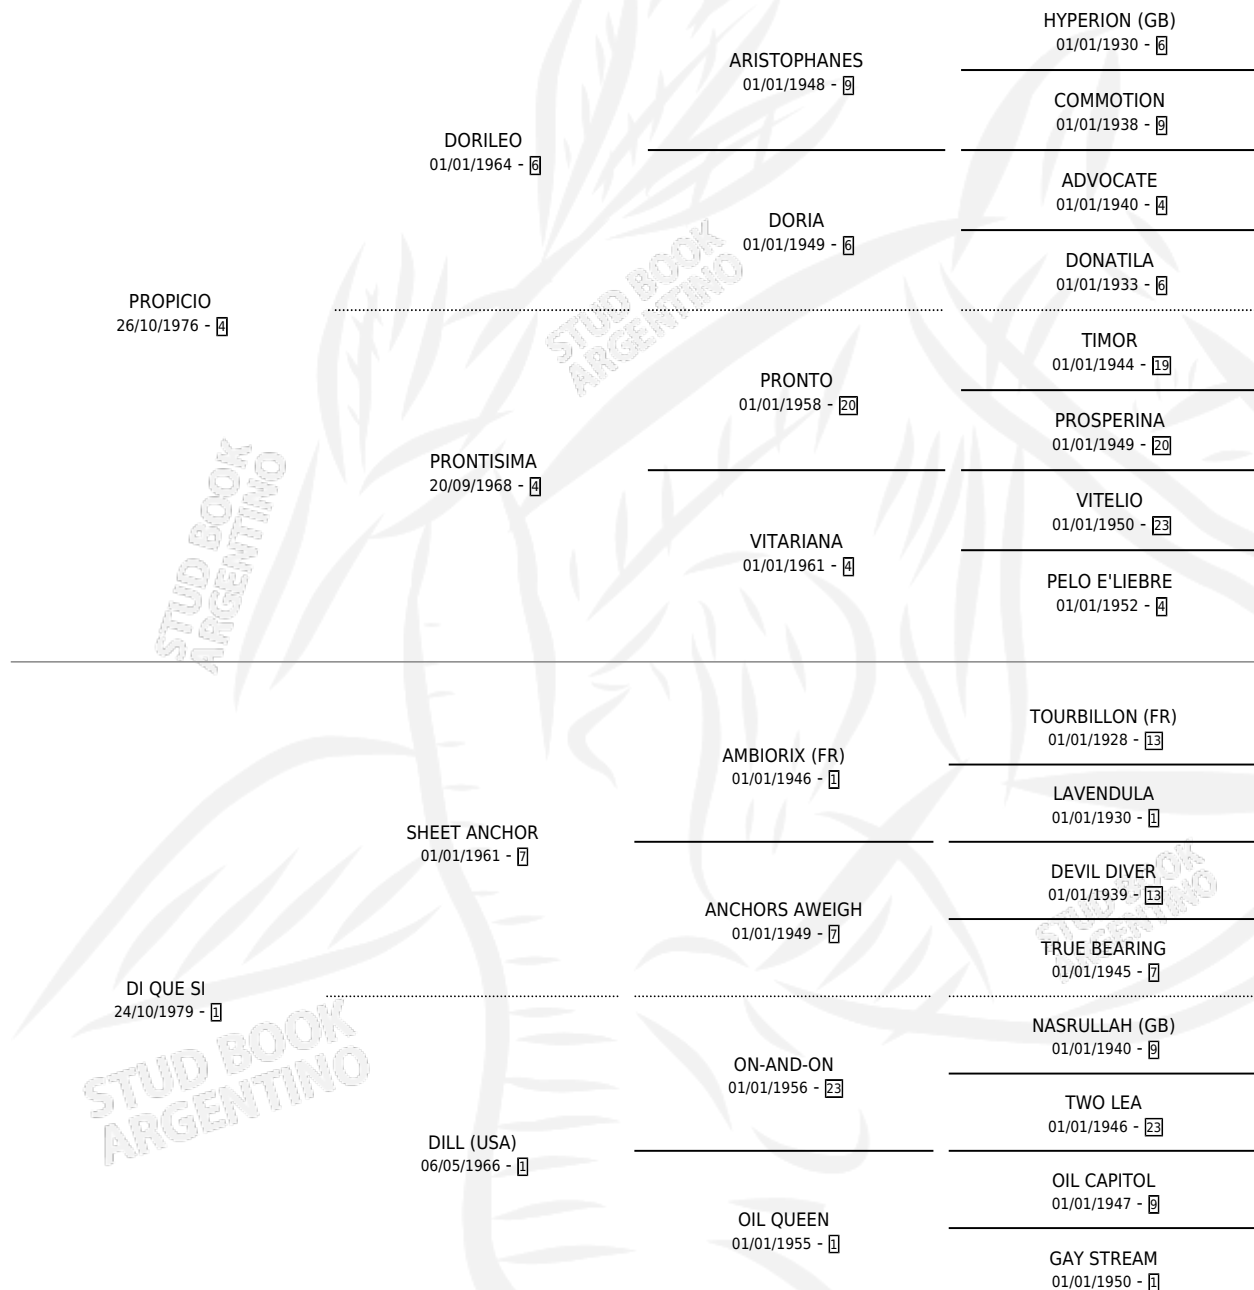 HYPERION (GB)
01/01/1930 - 6
ARISTOPHANES
01/01/1948 - 9
COMMOTION
01/01/1938 - 9
DORILEO
01/01/1964 - 6
ADVOCATE
01/01/1940 - 4
DORIA
01/01/1949 - 6
DONATILA
01/01/1933 - 6
PROPICIO
26/10/1976 - 4
TIMOR
01/01/1944 - 19
PRONTO
01/01/1958 - 20
PROSPERINA
01/01/1949 - 20
PRONTISIMA
20/09/1968 - 4
VITELIO
01/01/1950 - 23
VITARIANA
01/01/1961 - 4
PELO E'LIEBRE
01/01/1952 - 4
TOURBILLON (FR)
01/01/1928 - 13
AMBIORIX (FR)
01/01/1946 - 1
LAVENDULA
01/01/1930 - 1
SHEET ANCHOR
01/01/1961 - 7
DEVIL DIVER
01/01/1939 - 13
ANCHORS AWEIGH
01/01/1949 - 7
TRUE BEARING
01/01/1945 - 7
DI QUE SI
24/10/1979 - 1
NASRULLAH (GB)
01/01/1940 - 9
ON-AND-ON
01/01/1956 - 23
TWO LEA
01/01/1946 - 23
DILL (USA)
06/05/1966 - 1
OIL CAPITOL
01/01/1947 - 9
OIL QUEEN
01/01/1955 - 1
GAY STREAM
01/01/1950 - 1
STUD BOOK
ARGENTINO
STUD BOOK
ARGENTINO
STUD BOOK
ARGENTINO
STUD BOOK
ARGENTINO